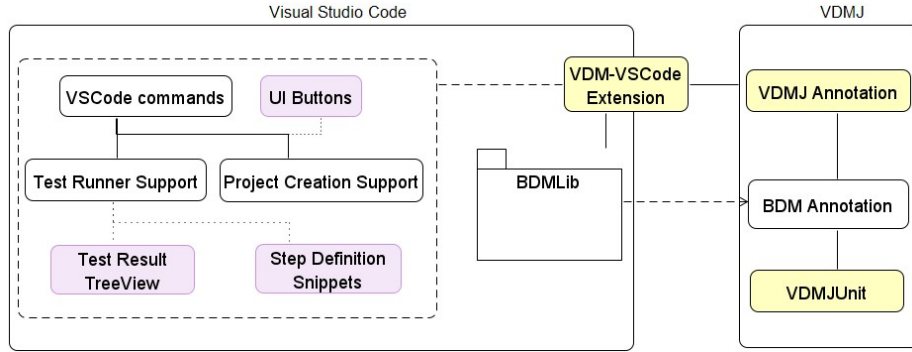 Visual Studio Code
VDMJ
VSCode commands
UI Buttons
VDM-VSCode
Extension
VDMJ Annotation
Test Runner Support
Project Creation Support
BDMLib
BDM Annotation
Test Result
TreeView
Step Definition
Snippets
VDMJUnit